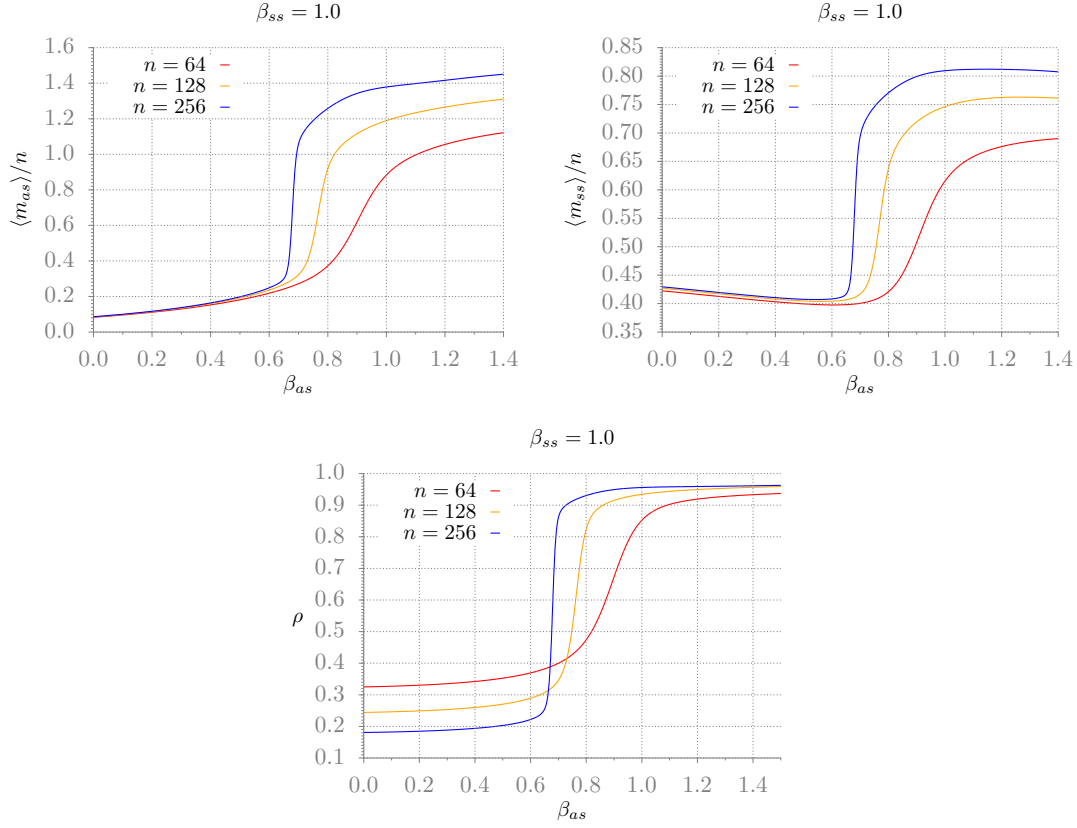 β_ss = 1.0
⟨m_as⟩/n
1.6
1.4
1.2
1.0
0.8
0.6
0.4
0.2
0.0
n = 64
n = 128
n = 256
0.0 0.2 0.4 0.6 0.8 1.0 1.2 1.4
β_as
β_ss = 1.0
⟨m_ss⟩/n
0.85
0.80
0.75
0.70
0.65
0.60
0.55
0.50
0.45
0.40
0.35
n = 64
n = 128
n = 256
0.0 0.2 0.4 0.6 0.8 1.0 1.2 1.4
β_as
β_ss = 1.0
ρ
1.0
0.9
0.8
0.7
0.6
0.5
0.4
0.3
0.2
0.1
n = 64
n = 128
n = 256
0.0 0.2 0.4 0.6 0.8 1.0 1.2 1.4
β_as